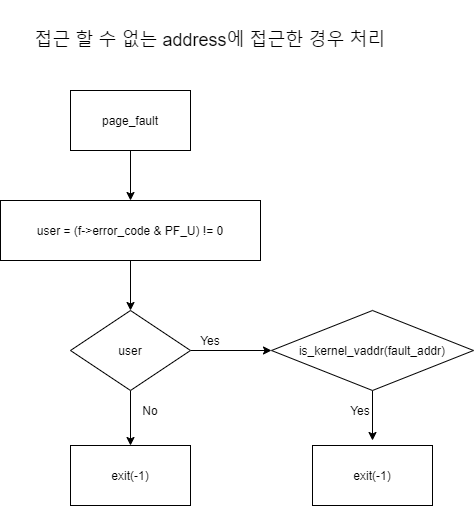 접근 할 수 없는 address에 접근한 경우 처리
page_fault
user = (f->error_code & PF_U) != 0
user
Yes
is_kernel_vaddr(fault_addr)
No
Yes
exit(-1)
exit(-1)